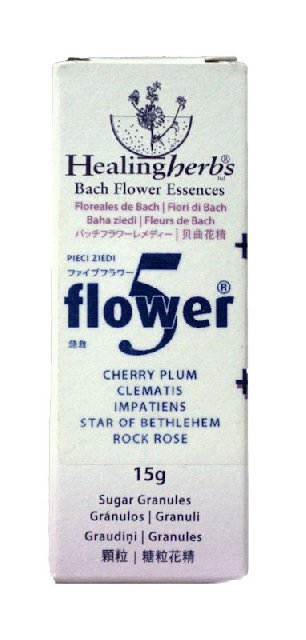 Healingherbs® ltd
Bach Flower Essences
Floreales de Bach | Fiori di Bach
Baha ziedi | Fleurs de Bach
バッチフラワーレメディー | 贝曲花精
PIECI ZIEDI
ファイブフラワー
5
flower®
急救
CHERRY PLUM
CLEMATIS
IMPATIENS
STAR OF BETHLEHEM
ROCK ROSE
15g
Sugar Granules
Gránulos | Granuli
Graudiņi | Granules
顆粒 | 糖粒花精